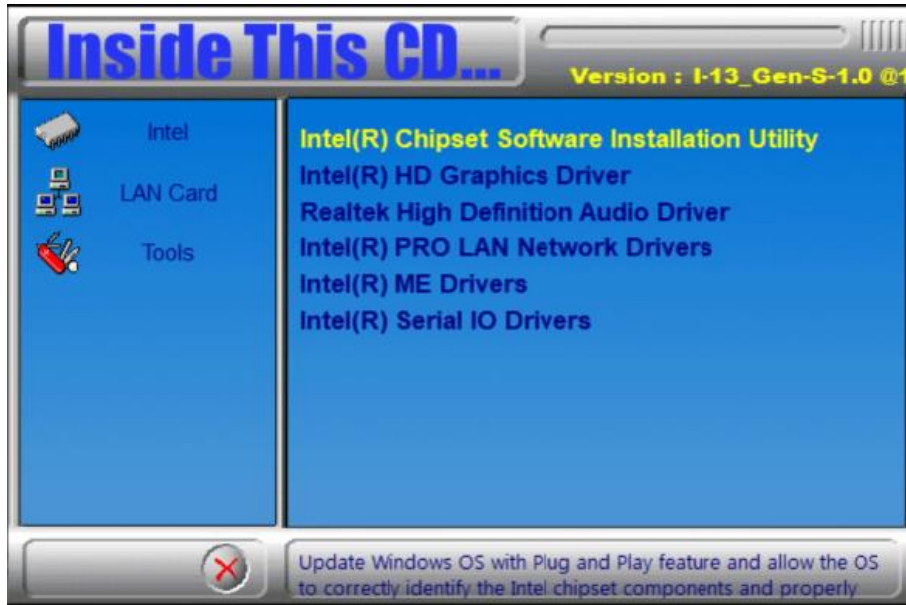 Inside This CD...
Version : I-13_Gen-S-1.0 @1
Intel
LAN Card
Tools
Intel(R) Chipset Software Installation Utility
Intel(R) HD Graphics Driver
Realtek High Definition Audio Driver
Intel(R) PRO LAN Network Drivers
Intel(R) ME Drivers
Intel(R) Serial IO Drivers
Update Windows OS with Plug and Play feature and allow the OS
to correctly identify the Intel chipset components and properly